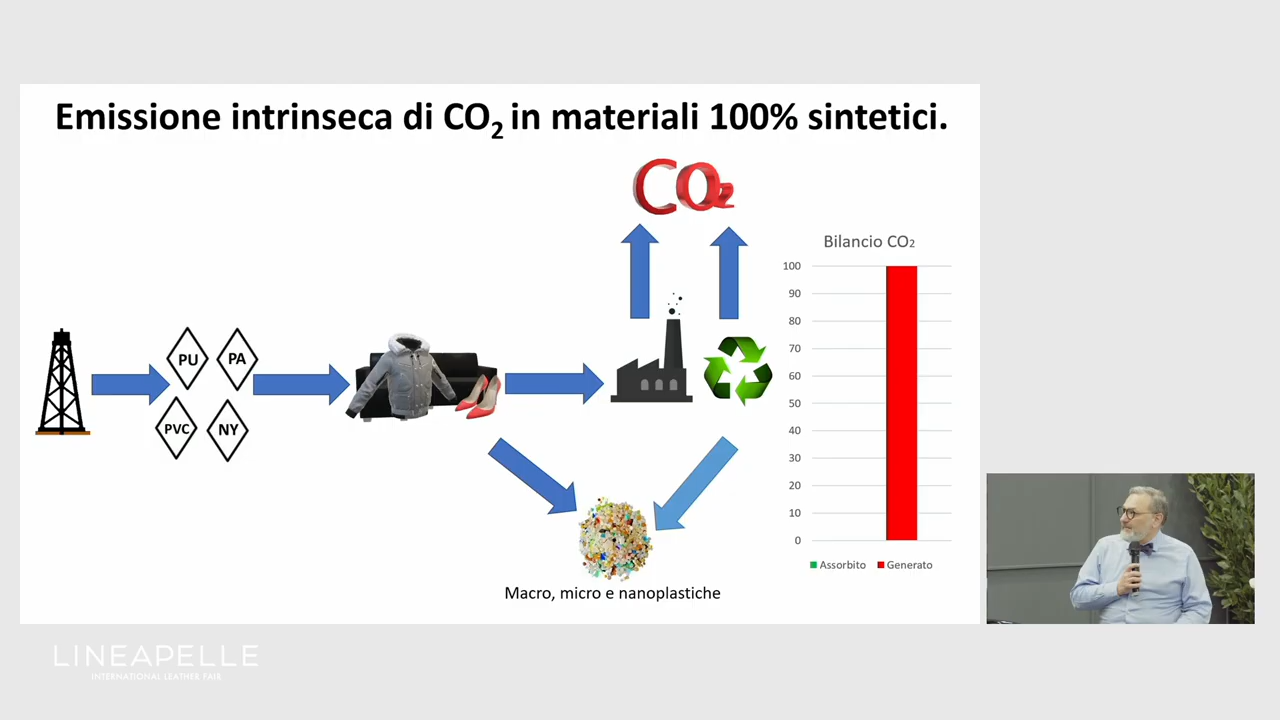 Emissione intrinseca di CO2 in materiali 100% sintetici.
CO2
Bilancio CO2
100
90
80
70
60
50
40
30
20
10
0
Assorbito Generato
PU PA
PVC NY
Macro, micro e nanoplastiche
LINEAPELLE
INTERNATIONAL LEATHER FAIR